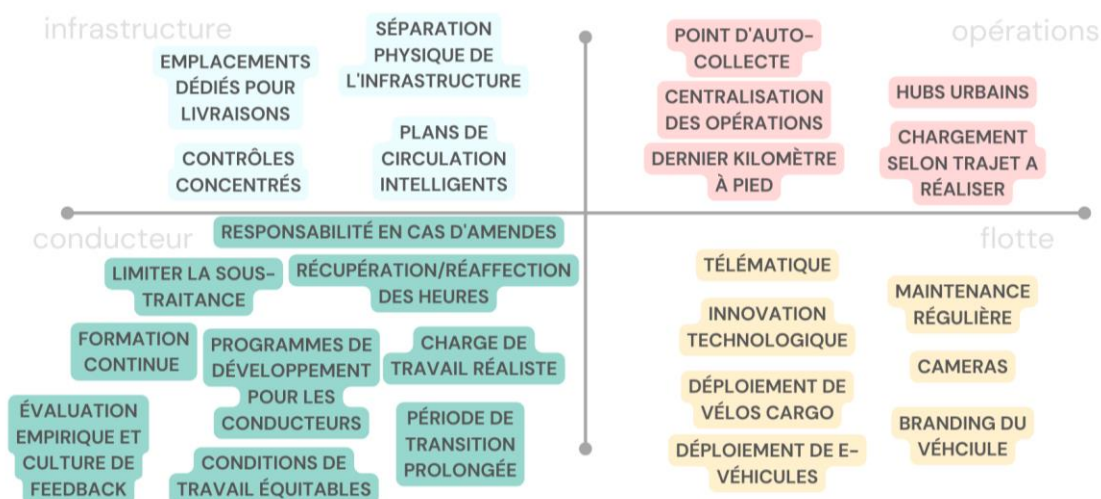 infrastructure
EMPLACEMENTS
DÉDIÉS POUR
LIVRAISONS
SÉPARATION
PHYSIQUE DE
L'INFRASTRUCTURE
CONTRÔLES
CONCENTRÉS
PLANS DE
CIRCULATION
INTELLIGENTS
opérations
POINT D'AUTO-
COLLECTE
CENTRALISATION
DES OPÉRATIONS
DERNIER KILOMÈTRE
À PIED
HUBS URBAINS
CHARGEMENT
SELON TRAJET A
RÉALISER
conducteur
RESPONSABILITÉ EN CAS D'AMENDES
LIMITER LA SOUS-
TRAITANCE
RÉCUPÉRATION/RÉAFFECTION
DES HEURES
FORMATION
CONTINUE
PROGRAMMES DE
DÉVELOPPEMENT
POUR LES
CONDUCTEURS
CHARGE DE
TRAVAIL RÉALISTE
ÉVALUATION
EMPIRIQUE ET
CULTURE DE
FEEDBACK
CONDITIONS DE
TRAVAIL ÉQUITABLES
PÉRIODE DE
TRANSITION
PROLONGÉE
flotte
TÉLÉMATIQUE
INNOVATION
TECHNOLOGIQUE
DÉPLOIEMENT DE
VÉLOS CARGO
DÉPLOIEMENT DE E-
VÉHICULES
MAINTENANCE
RÉGULIÈRE
CAMERAS
BRANDING DU
VÉHCIULE